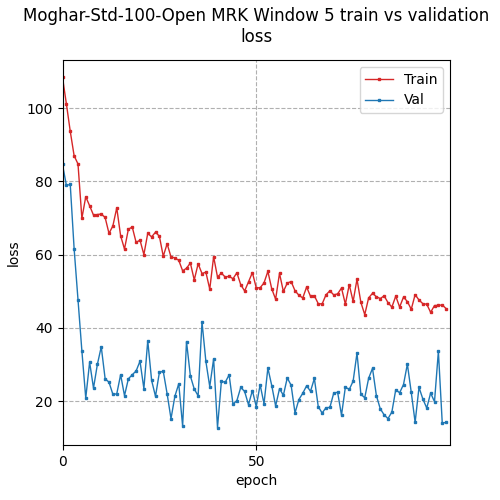 Moghar-Std-100-Open MRK Window 5 train vs validation
loss
Train
Val
100
80
60
40
20
loss
0
50
epoch